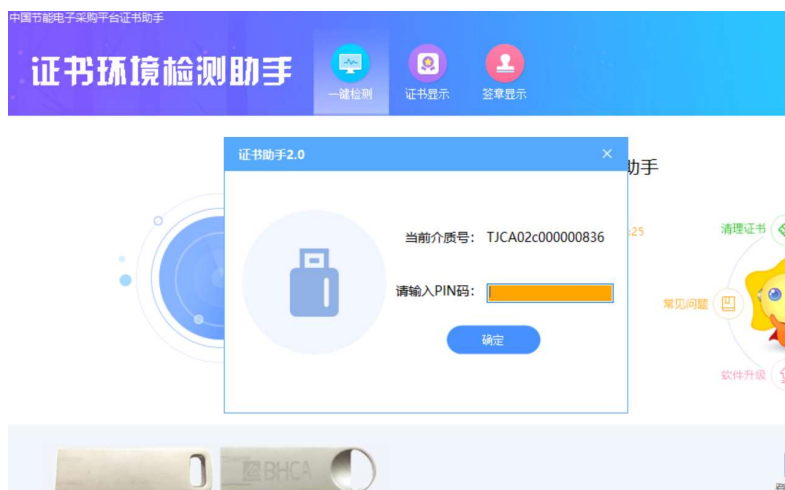 中国节能电子采购平台证书助手
证书环境检测助手
一键检测
证书显示
签章显示
证书助手2.0
助手
当前介质号： TJCA02c000000836
:25
清理证书
请输入PIN码：
常见问题
确定
软件升级
BHCA